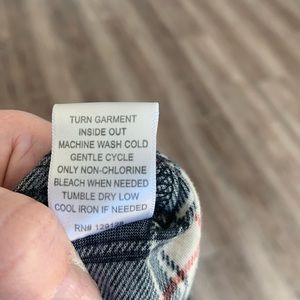 TURN GARMENT
INSIDE OUT
MACHINE WASH COLD
GENTLE CYCLE
ONLY NON-CHLORINE
BLEACH WHEN NEEDED
TUMBLE DRY LOW
COOL IRON IF NEEDED
RN#